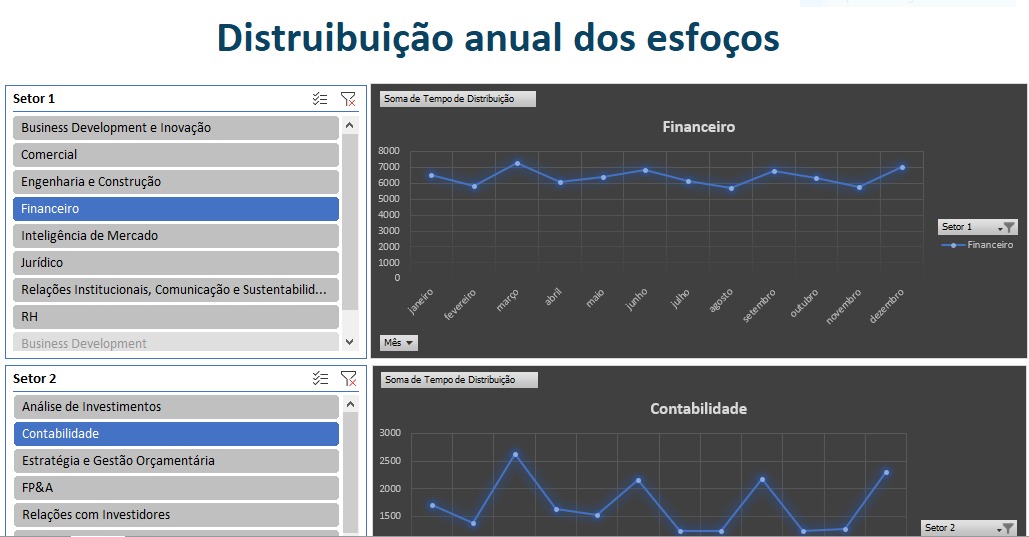 Distruibuição anual dos esfoços
Setor 1
Business Development e Inovação
Comercial
Engenharia e Construção
Financeiro
Inteligência de Mercado
Jurídico
Relações Institucionais, Comunicação e Sustentabilid...
RH
Business Development
Soma de Tempo de Distribuição
Financeiro
8000
7000
6000
5000
4000
3000
2000
1000
0
janeiro
fevereiro
março
abril
maio
junho
julho
agosto
setembro
outubro
novembro
dezembro
Setor 1
Financeiro
Mês
Setor 2
Análise de Investimentos
Contabilidade
Estratégia e Gestão Orçamentária
FP&A
Relações com Investidores
Soma de Tempo de Distribuição
Contabilidade
3000
2500
2000
1500
Setor 2